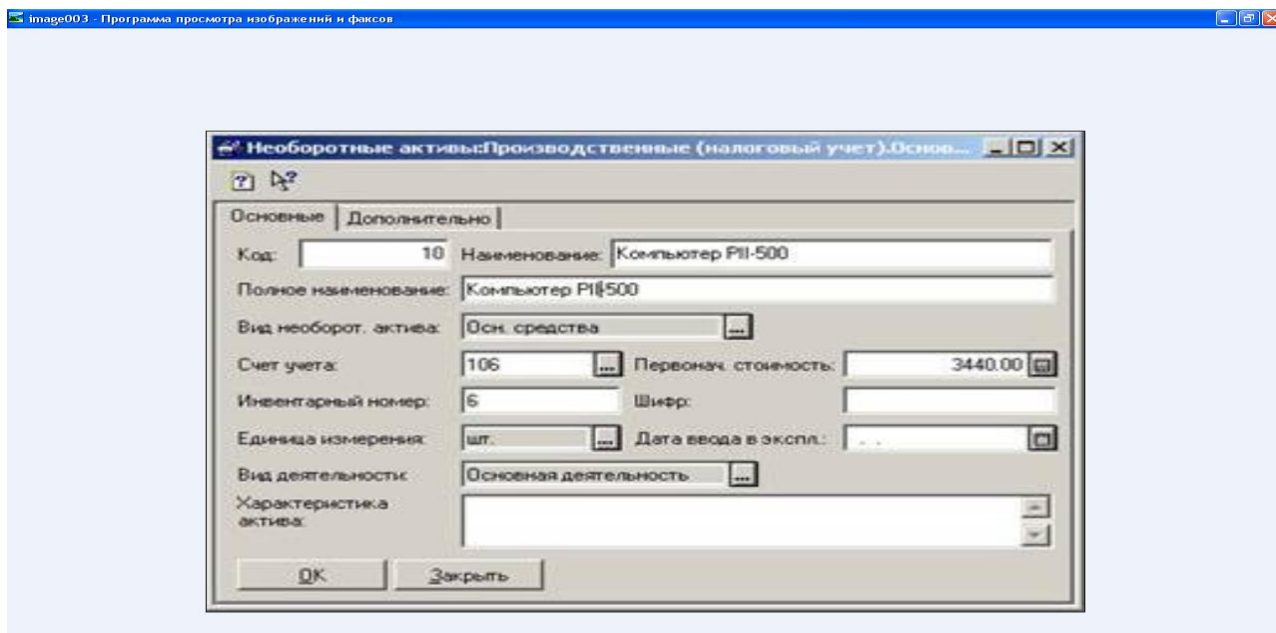 image003 - Программа просмотра изображений и факсов
Необоротные активы:Производственные (налоговый учет).Основ...
Основные Дополнительно
Код: 10 Наименование: Компьютер PII-500
Полное наименование: Компьютер PII-500
Вид необорот. актива: Осн. средства ...
Счет учета: 106 ... Первонач. стоимость: 3440.00
Инвентарный номер: 6 Шифр:
Единица измерения: шт. ... Дата ввода в экспл.: . .
Вид деятельности: Основная деятельность ...
Характеристика
актива:
OK Закрыть